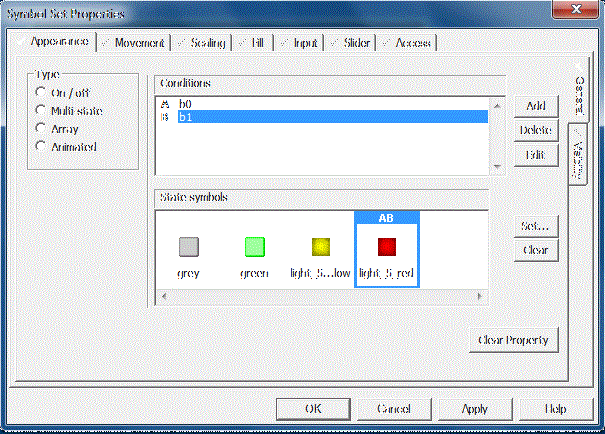 Symbol Set Properties
Appearance Movement Scaling Fill Input Slider Access
Type
On / off
Multi-state
Array
Animated
Conditions
A b0
B b1
Add
Delete
Edit
General
Visibility
State symbols
AB
grey green light_5...low light_5_red
Set...
Clear
Clear Property
OK Cancel Apply Help